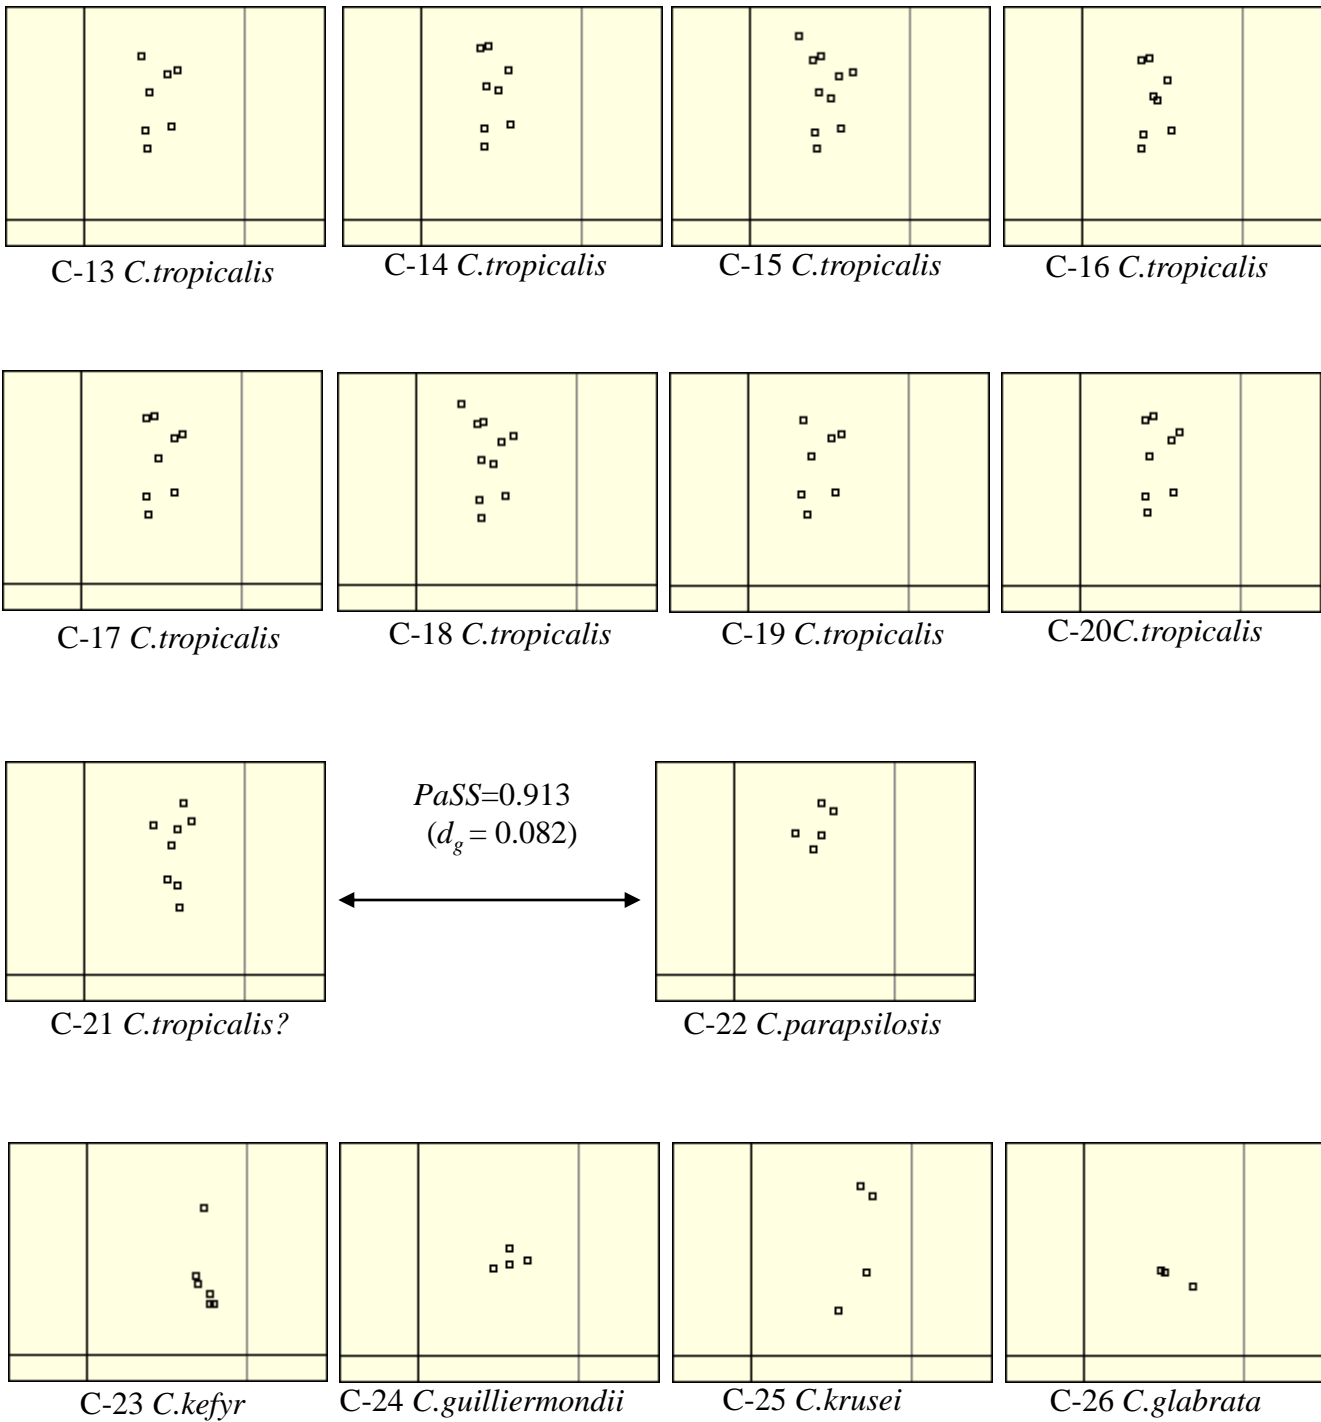 C-13 C.tropicalis
C-14 C.tropicalis
C-15 C.tropicalis
C-16 C.tropicalis
C-17 C.tropicalis
C-18 C.tropicalis
C-19 C.tropicalis
C-20C.tropicalis
PaSS=0.913
(dg = 0.082)
C-21 C.tropicalis?
C-22 C.parapsilosis
C-23 C.kefyr
C-24 C.guilliermondii
C-25 C.krusei
C-26 C.glabrata